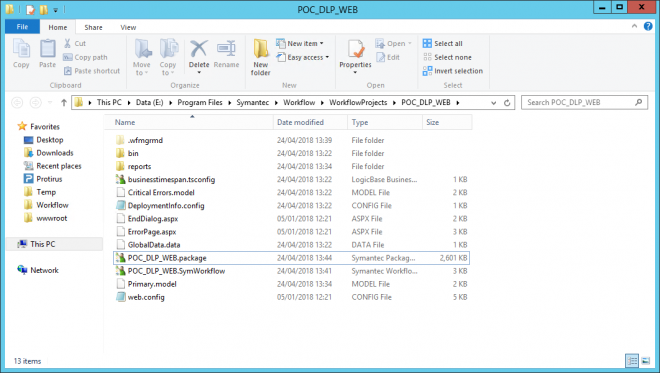 POC_DLP_WEB
File Home Share View
Copy Paste Cut Copy path Paste shortcut Move to Copy to Delete Rename New folder New item Easy access Properties Open Edit History Select all Select none Invert selection
Clipboard Organize New Open Select
This PC Data (E:) Program Files Symantec Workflow WorkflowProjects POC_DLP_WEB Search POC_DLP_WEB
Name Date modified Type Size
Favorites
Desktop
Downloads
Recent places
Protirus
Temp
Workflow
wwwroot
This PC
Network
.wfmgrmd 24/04/2018 13:39 File folder
bin 24/04/2018 13:22 File folder
reports 24/04/2018 13:34 File folder
businesstimespan.tsconfig 24/04/2018 13:22 LogicBase Busines... 1 KB
Critical Errors.model 24/04/2018 13:22 MODEL File 2 KB
DeploymentInfo.config 24/04/2018 13:22 CONFIG File 1 KB
EndDialog.aspx 05/01/2018 12:21 ASPX File 2 KB
ErrorPage.aspx 05/01/2018 12:21 ASPX File 3 KB
GlobalData.data 24/04/2018 13:22 DATA File 1 KB
POC_DLP_WEB.package 24/04/2018 13:44 Symantec Packag... 2,601 KB
POC_DLP_WEB.SymWorkflow 24/04/2018 13:41 Symantec Workflo... 3 KB
Primary.model 24/04/2018 13:34 MODEL File 2 KB
web.config 05/01/2018 12:21 CONFIG File 5 KB
13 items